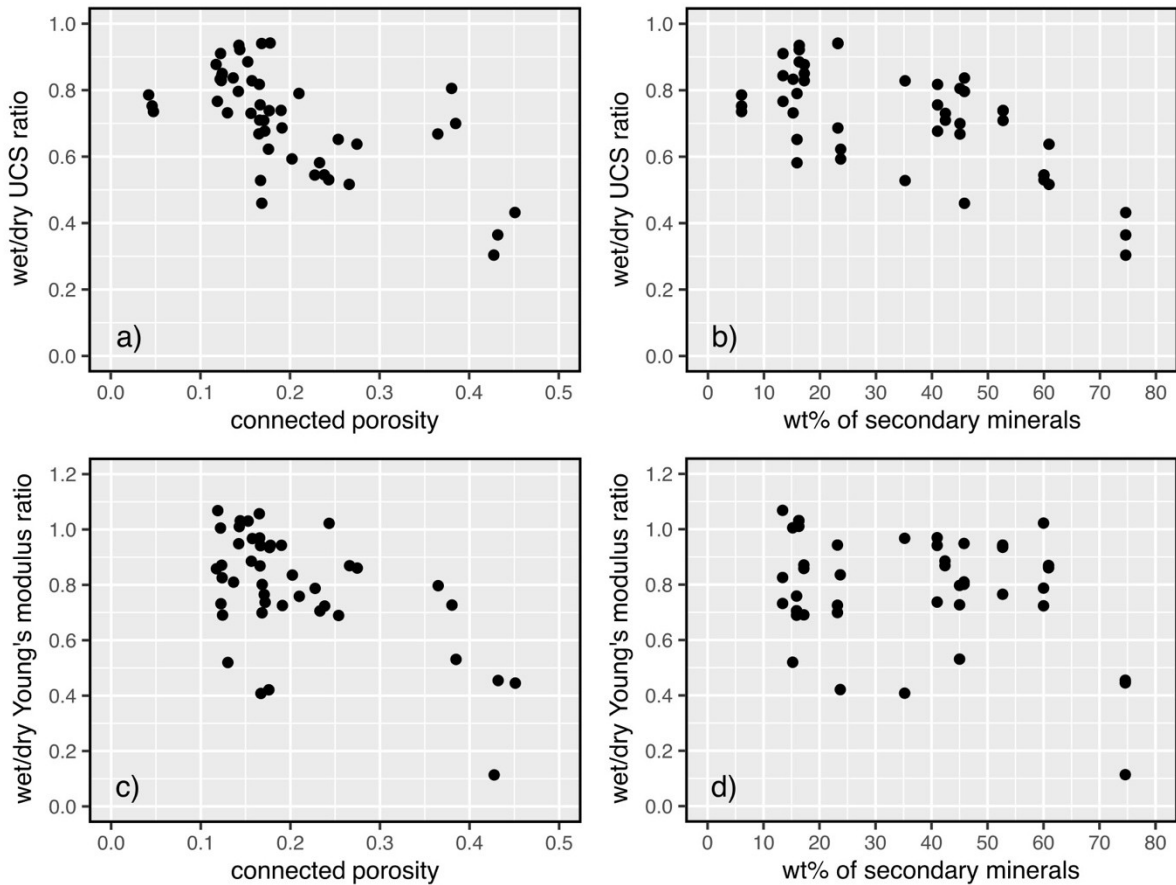 1.0
0.8
0.6
0.4
0.2
0.0
wet/dry UCS ratio
a)
0.0 0.1 0.2 0.3 0.4 0.5
connected porosity
1.0
0.8
0.6
0.4
0.2
0.0
wet/dry UCS ratio
b)
0 10 20 30 40 50 60 70 80
wt% of secondary minerals
1.2
1.0
0.8
0.6
0.4
0.2
0.0
wet/dry Young's modulus ratio
c)
0.0 0.1 0.2 0.3 0.4 0.5
connected porosity
1.2
1.0
0.8
0.6
0.4
0.2
0.0
wet/dry Young's modulus ratio
d)
0 10 20 30 40 50 60 70 80
wt% of secondary minerals